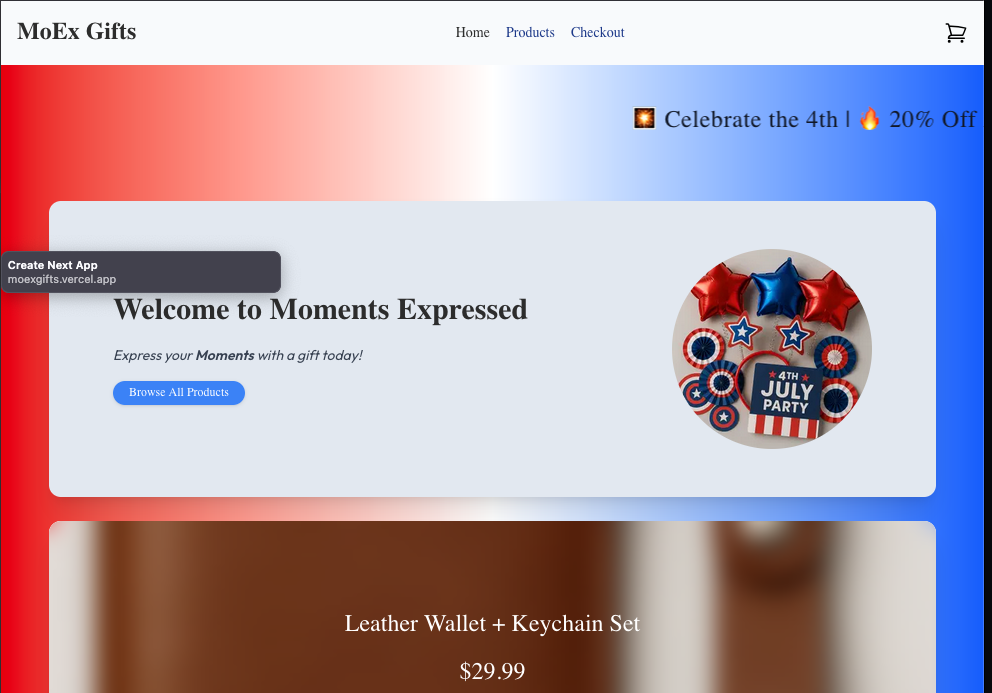 MoEx Gifts
Home Products Checkout
💥 Celebrate the 4th | 🔥 20% Off
Create Next App
moexgifts.vercel.app
Welcome to Moments Expressed
Express your Moments with a gift today!
Browse All Products
4TH
JULY
PARTY
Leather Wallet + Keychain Set
$29.99